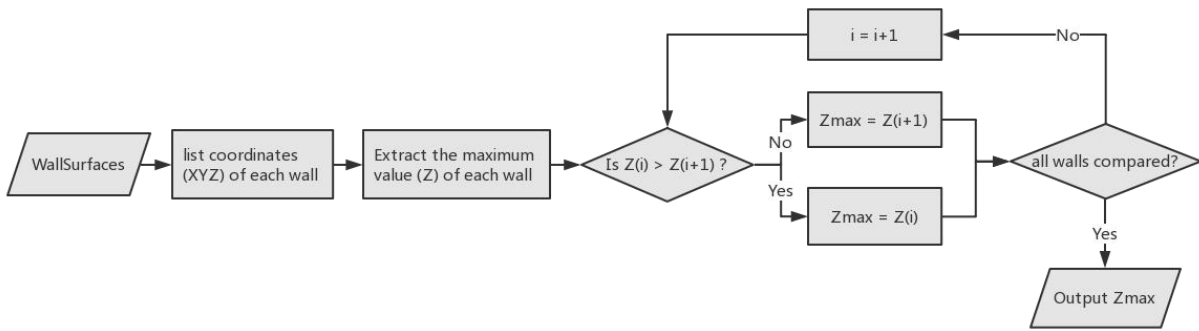 i = i+1
No
WallSurfaces
list coordinates
(XYZ) of each wall
Extract the maximum
value (Z) of each wall
Is Z(i) > Z(i+1) ?
No
Yes
Zmax = Z(i+1)
Zmax = Z(i)
all walls compared?
Yes
Output Zmax